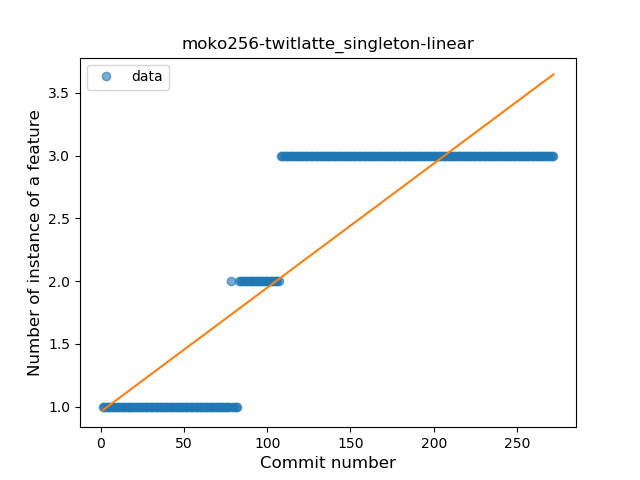 moko256-twitlatte_singleton-linear
data
Number of instance of a feature
3.5
3.0
2.5
2.0
1.5
1.0
0 50 100 150 200 250
Commit number